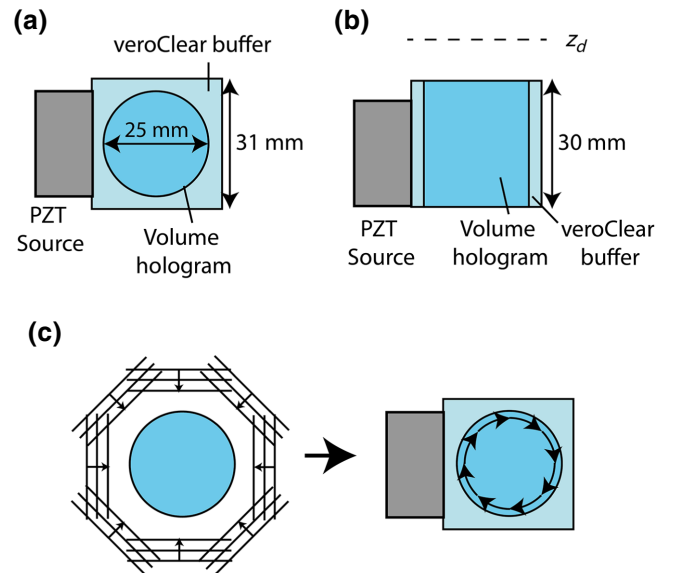 (a)
veroClear buffer
25 mm
31 mm
PZT
Source
Volume
hologram
(b)
z_d
30 mm
PZT
Source
Volume
hologram
veroClear
buffer
(c)